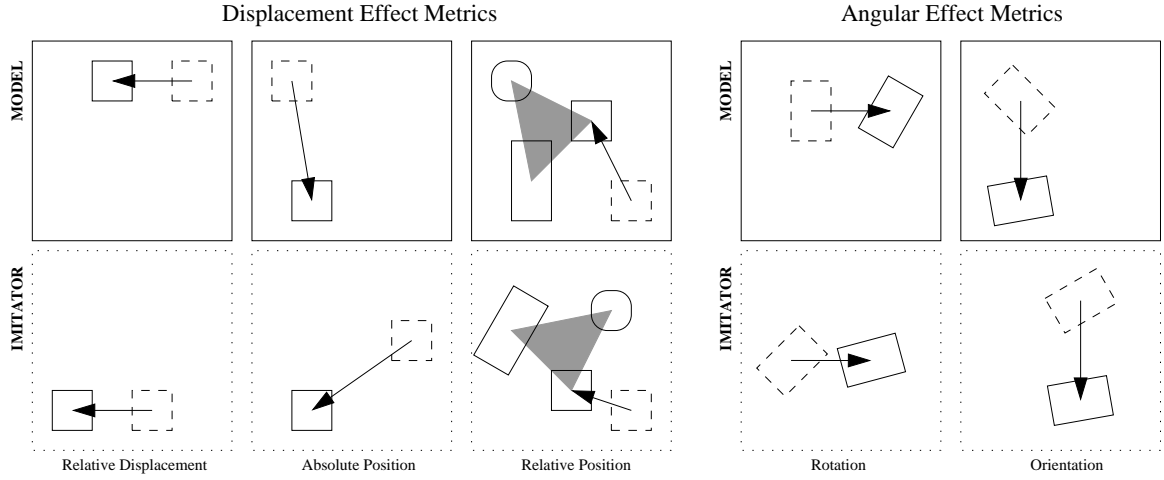 Displacement Effect Metrics
Angular Effect Metrics
MODEL
MODEL
IMITATOR
IMITATOR
Relative Displacement
Absolute Position
Relative Position
Rotation
Orientation